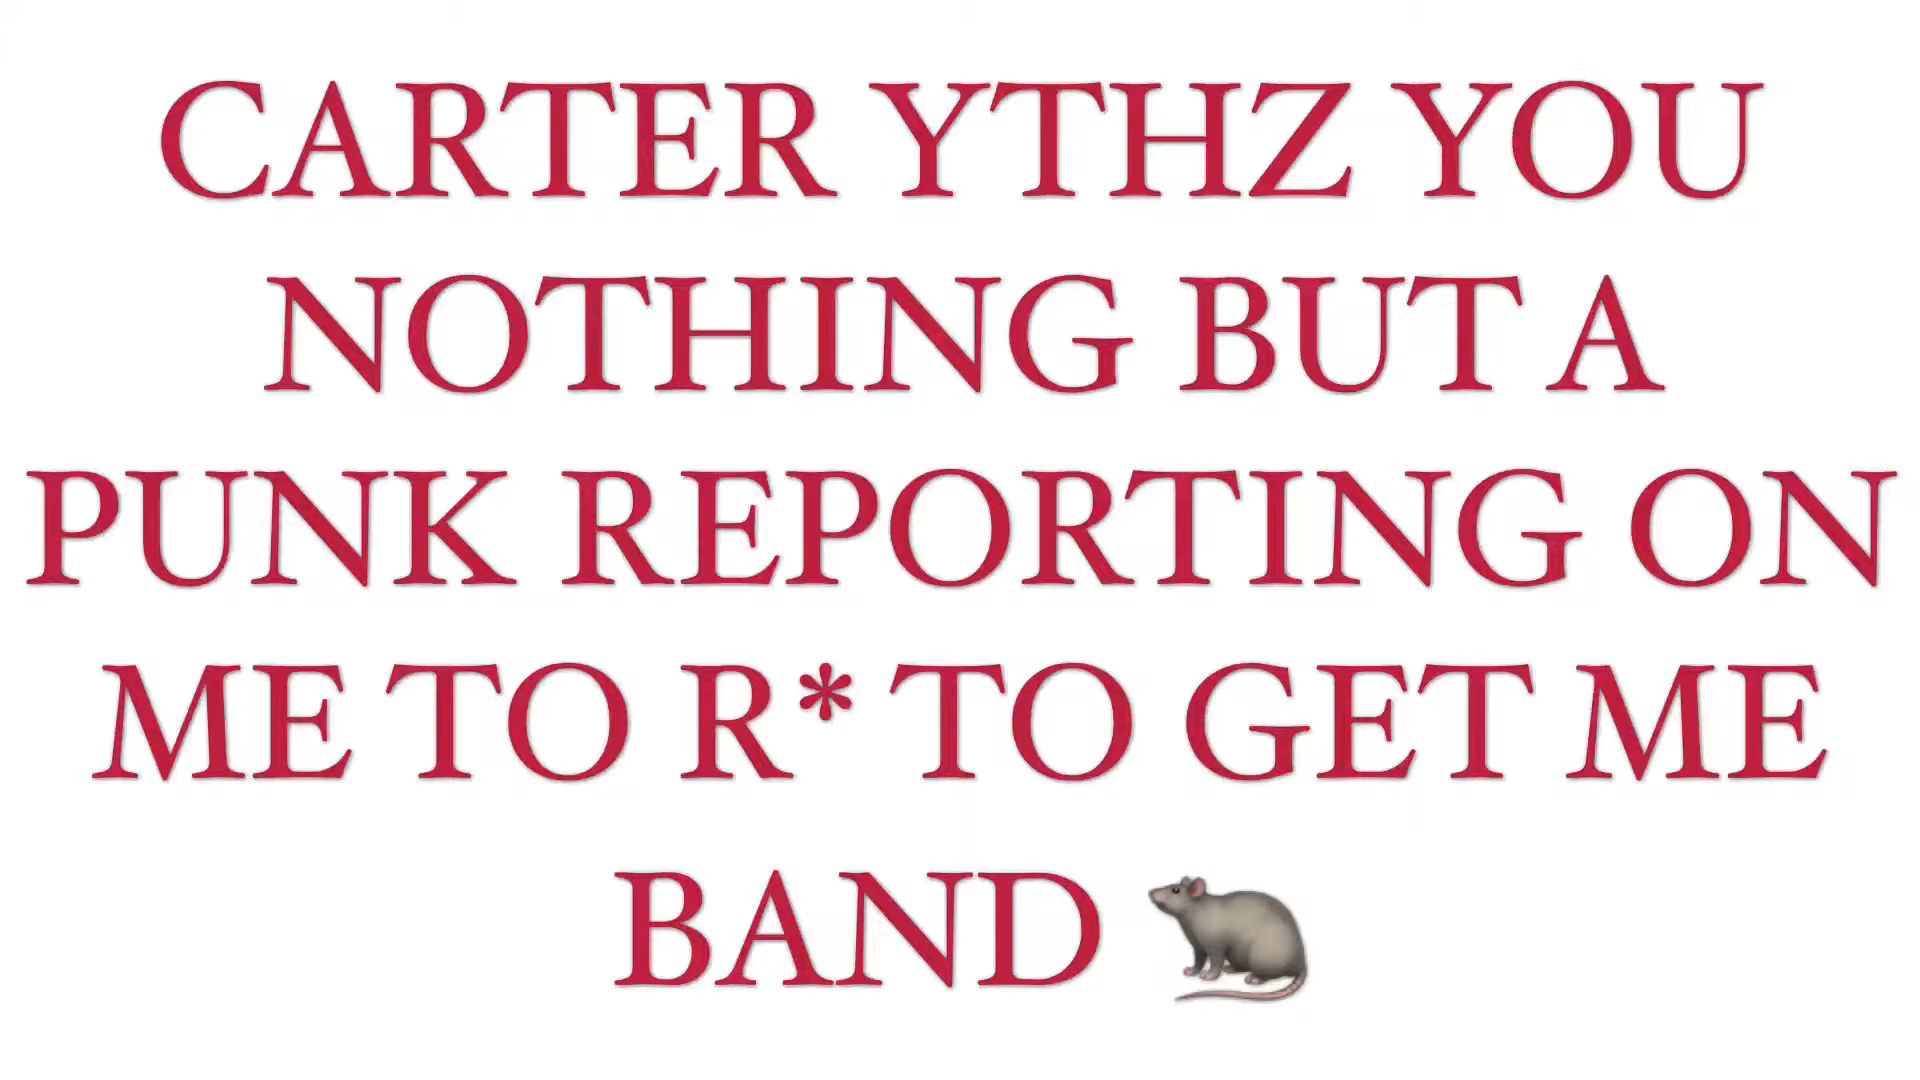 CARTER YTHZ YOU
NOTHING BUT A
PUNK REPORTING ON
ME TO R* TO GET ME
BAND 🐀